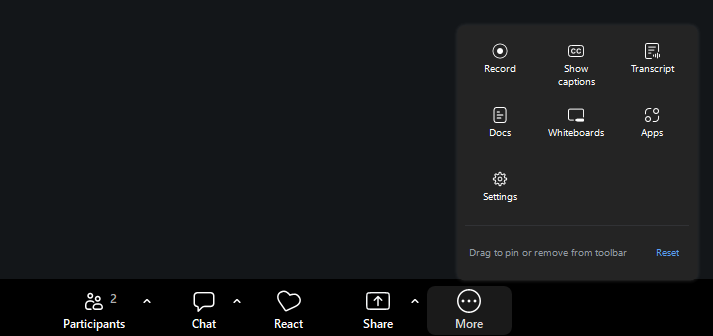 Record
Show
captions
CC
Transcript
Docs
Whiteboards
Apps
Settings
Drag to pin or remove from toolbar
Reset
2
Participants
Chat
React
Share
More